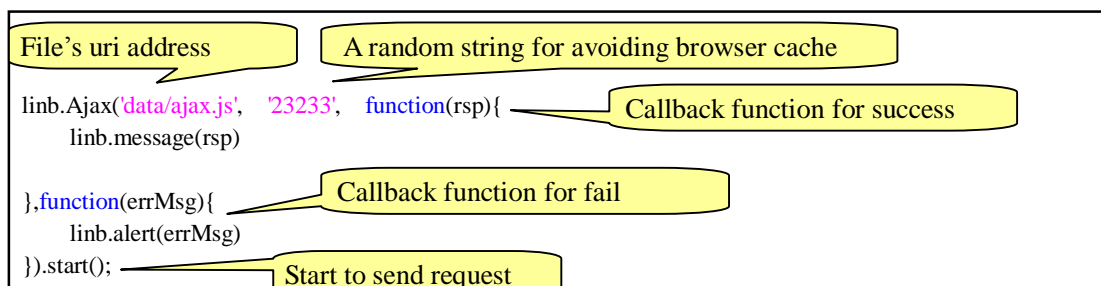 File's uri address
A random string for avoiding browser cache
linb.Ajax('data/ajax.js', '23233', function(rsp){
Callback function for success
linb.message(rsp)
Callback function for fail
},function(errMsg){
linb.alert(errMsg)
}).start();
Start to send request